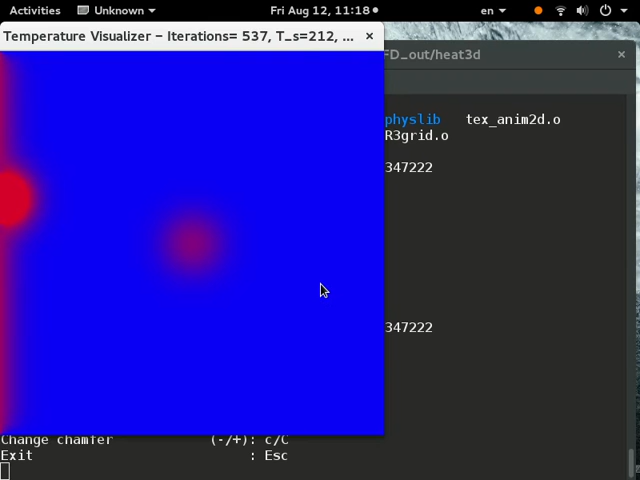 Activities Unknown Fri Aug 12, 11:18 en
Temperature Visualizer – Iterations= 537, T_s=212, ... ×
FD_out/heat3d ×
physlib tex_anim2d.o
R3grid.o
347222
347222
Change chamfer (-/+): c/C
Exit : Esc